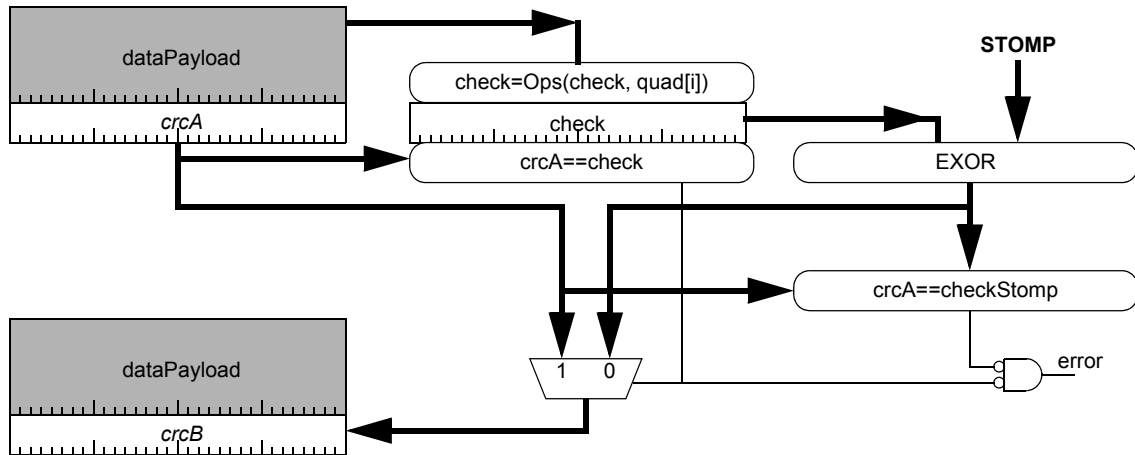 dataPayload
STOMP
check=Ops(check, quad[i])
crcA
check
crcA==check
EXOR
crcA==checkStomp
dataPayload
1 0
error
crcB